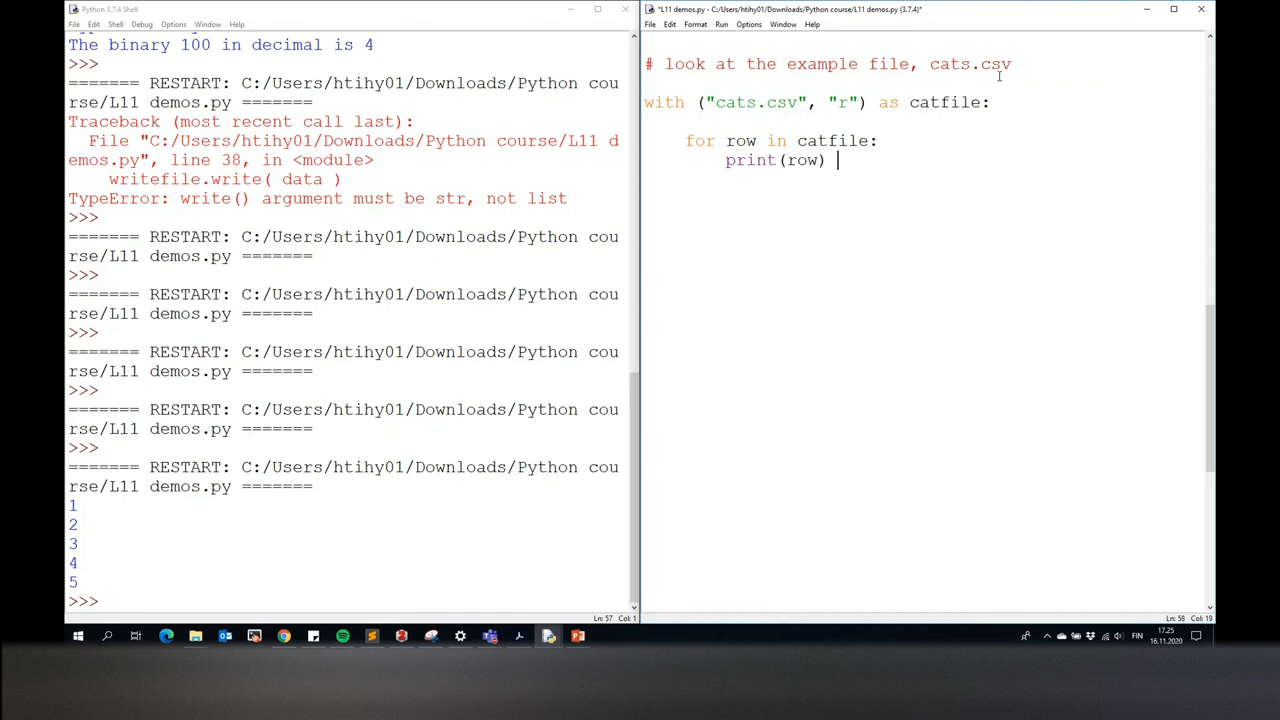 Python 3.7.4 Shell
File Edit Shell Debug Options Window Help
The binary 100 in decimal is 4
>>>
======= RESTART: C:/Users/htihy01/Downloads/Python cou
rse/L11 demos.py =======
Traceback (most recent call last):
File "C:/Users/htihy01/Downloads/Python course/L11 d
emos.py", line 38, in <module>
writefile.write( data )
TypeError: write() argument must be str, not list
>>>
======= RESTART: C:/Users/htihy01/Downloads/Python cou
rse/L11 demos.py =======
>>>
======= RESTART: C:/Users/htihy01/Downloads/Python cou
rse/L11 demos.py =======
>>>
======= RESTART: C:/Users/htihy01/Downloads/Python cou
rse/L11 demos.py =======
>>>
======= RESTART: C:/Users/htihy01/Downloads/Python cou
rse/L11 demos.py =======
>>>
======= RESTART: C:/Users/htihy01/Downloads/Python cou
rse/L11 demos.py =======
1
2
3
4
5
>>>
Ln: 57 Col: 1
*L11 demos.py - C:/Users/htihy01/Downloads/Python course/L11 demos.py (3.7.4)*
File Edit Format Run Options Window Help
# look at the example file, cats.csv
with ("cats.csv", "r") as catfile:
for row in catfile:
print(row)
Ln: 58 Col: 19
FIN
17.25
16.11.2020